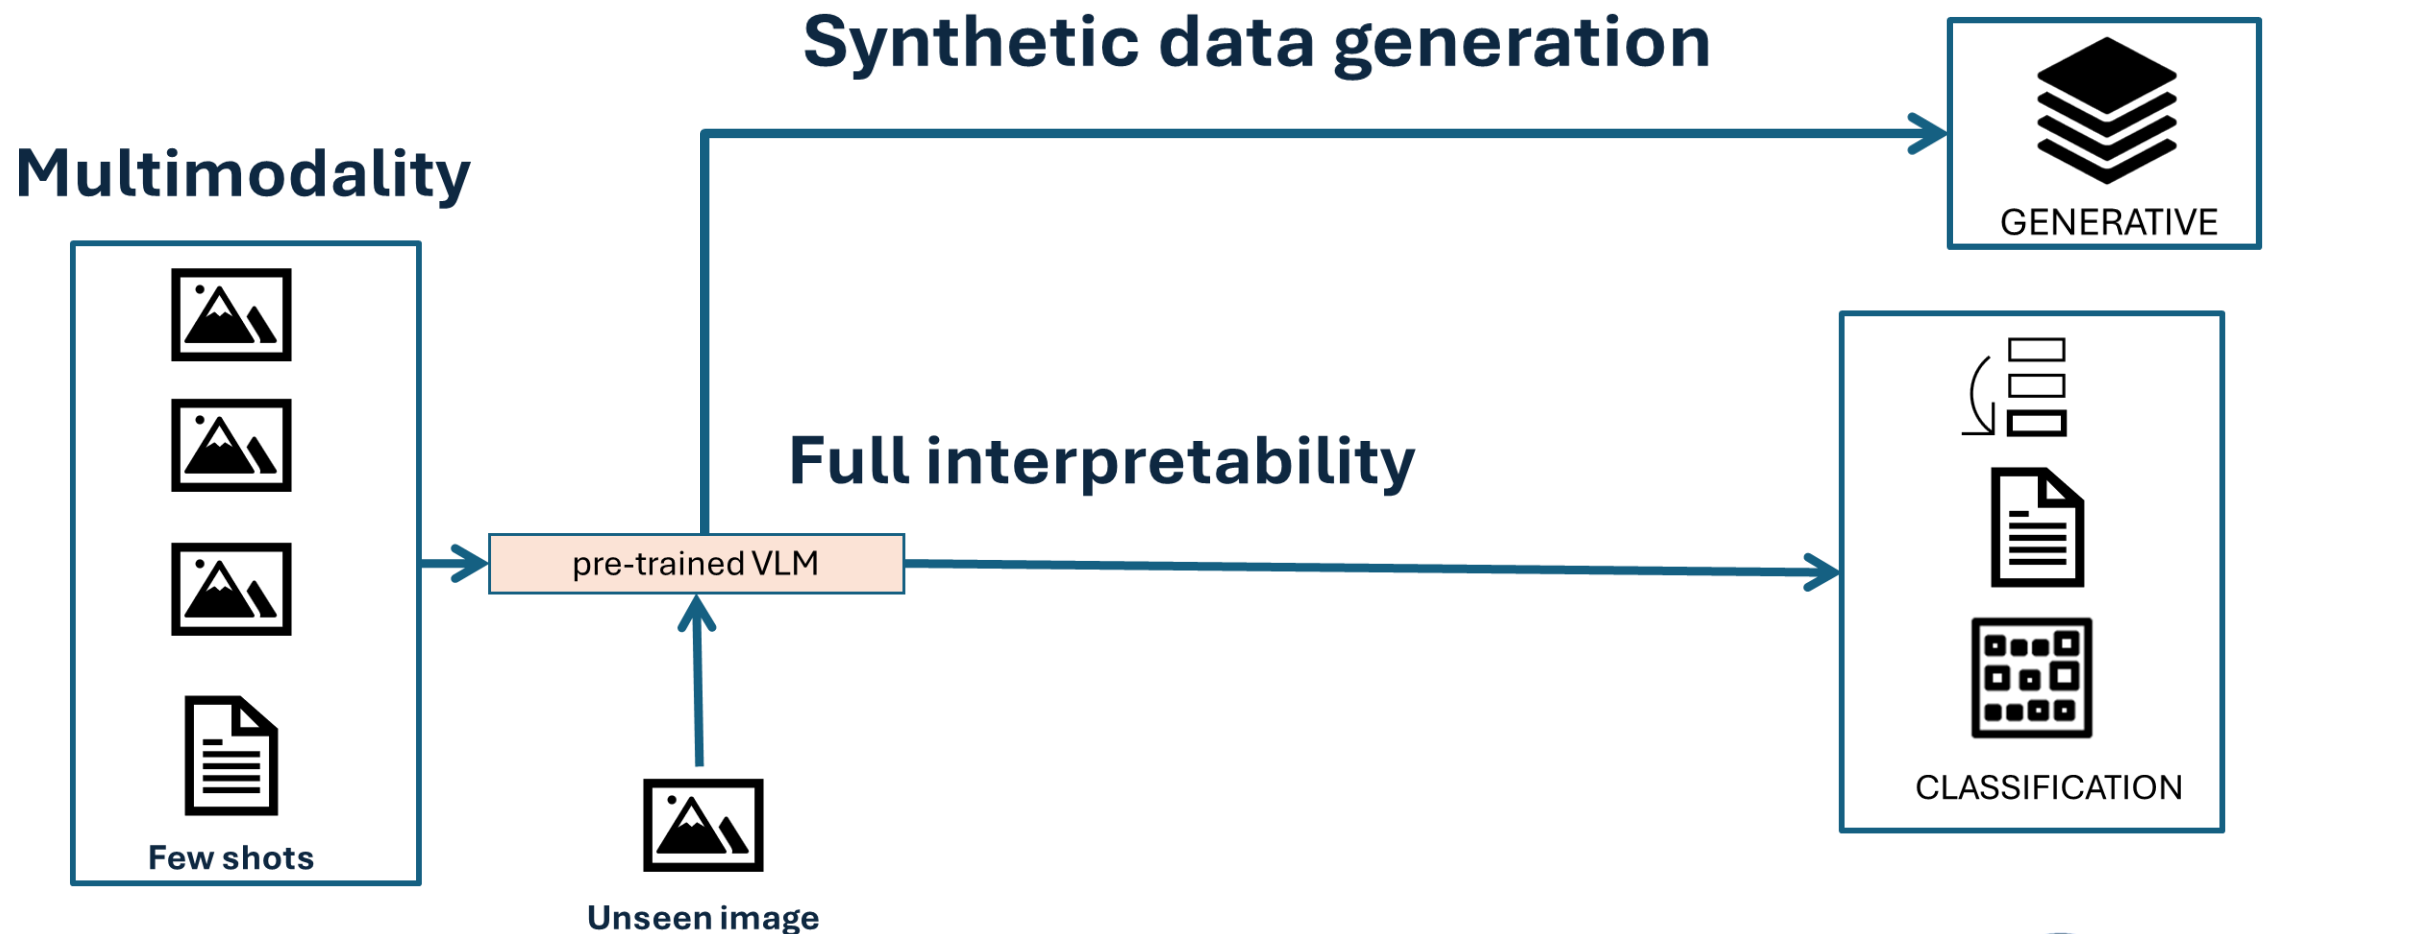 Synthetic data generation
Multimodality
GENERATIVE
Full interpretability
pre-trained VLM
CLASSIFICATION
Few shots
Unseen image